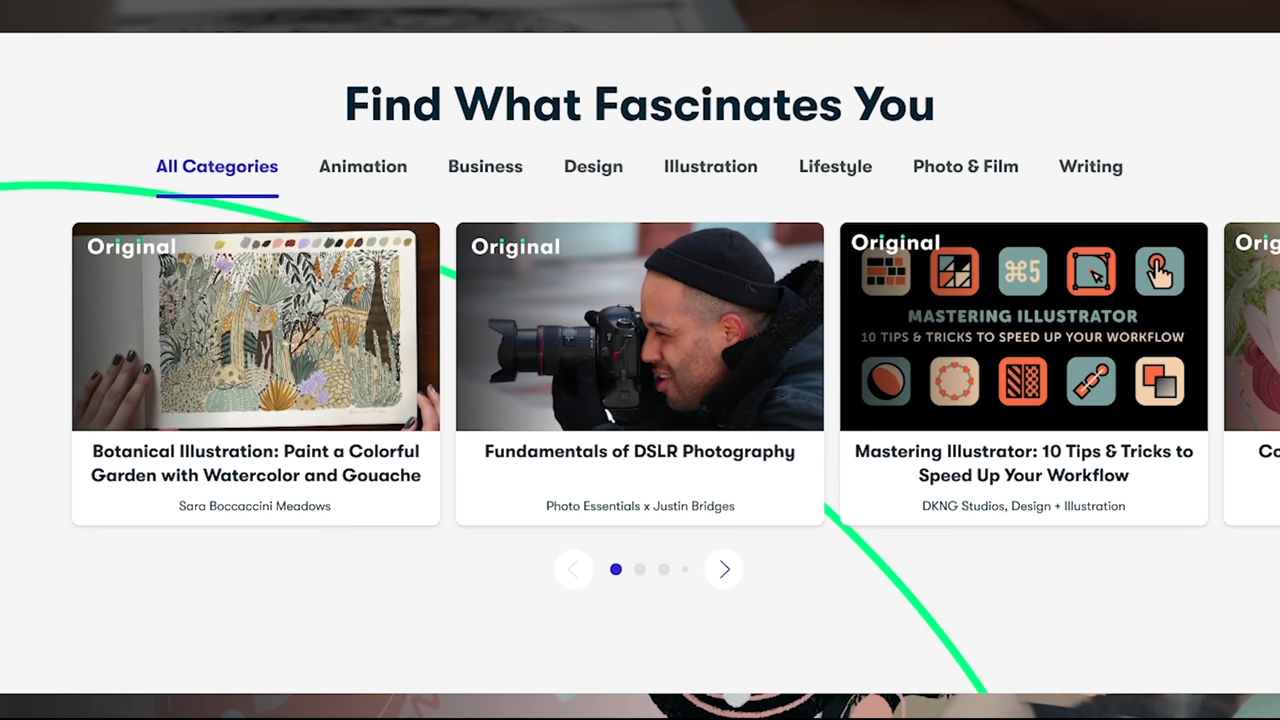 Find What Fascinates You
All Categories
Animation
Business
Design
Illustration
Lifestyle
Photo & Film
Writing
Original
Botanical Illustration: Paint a Colorful
Garden with Watercolor and Gouache
Sara Boccaccini Meadows
Original
Fundamentals of DSLR Photography
Photo Essentials x Justin Bridges
Original
⌘5
MASTERING ILLUSTRATOR
10 TIPS & TRICKS TO SPEED UP YOUR WORKFLOW
Mastering Illustrator: 10 Tips & Tricks to
Speed Up Your Workflow
DKNG Studios, Design + Illustration
Orig
Co